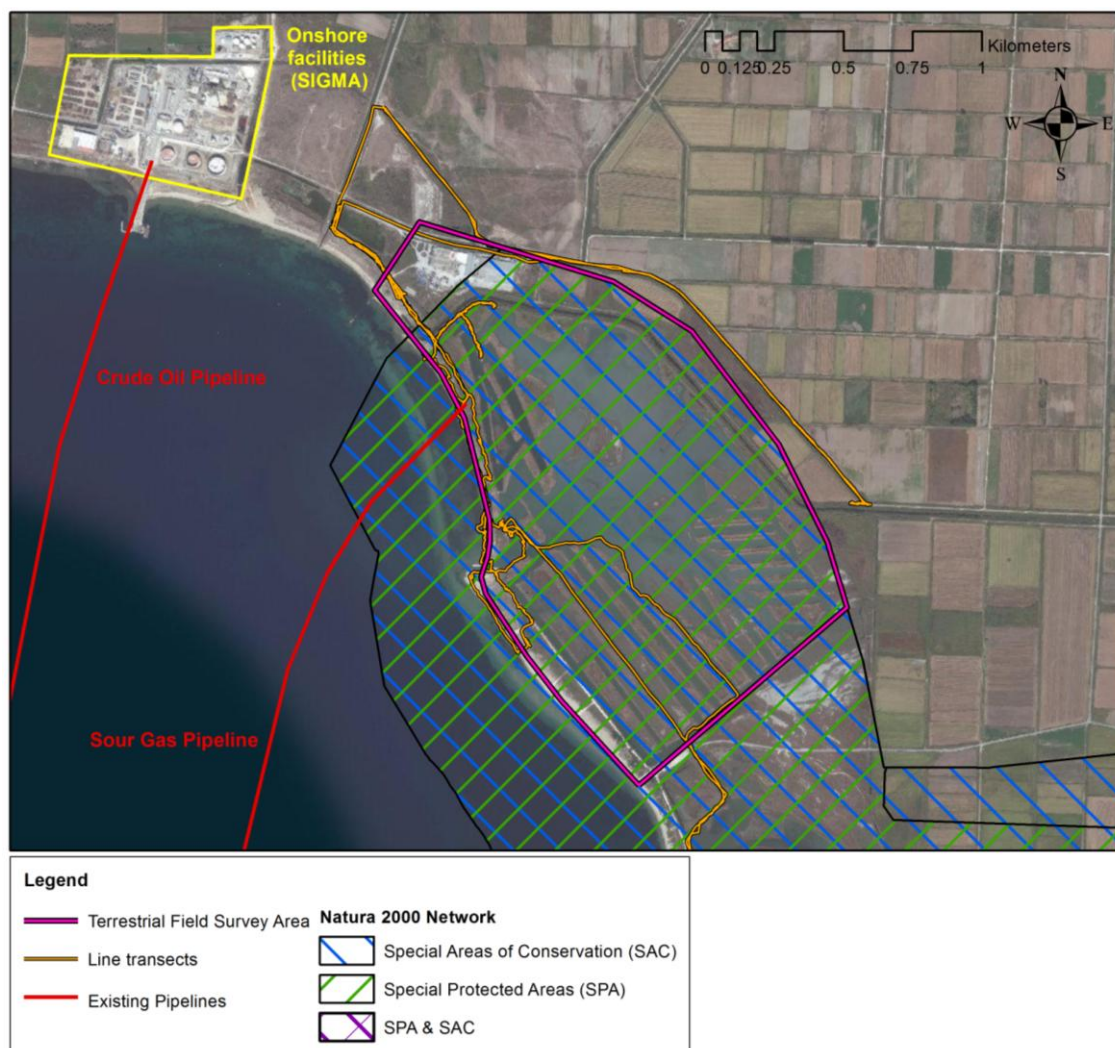 Onshore
facilities
(SIGMA)
Kilometers
0 0.125 0.25 0.5 0.75 1
N
W E
S
Crude Oil Pipeline
Sour Gas Pipeline
Legend
Terrestrial Field Survey Area
Line transects
Existing Pipelines
Natura 2000 Network
Special Areas of Conservation (SAC)
Special Protected Areas (SPA)
SPA & SAC